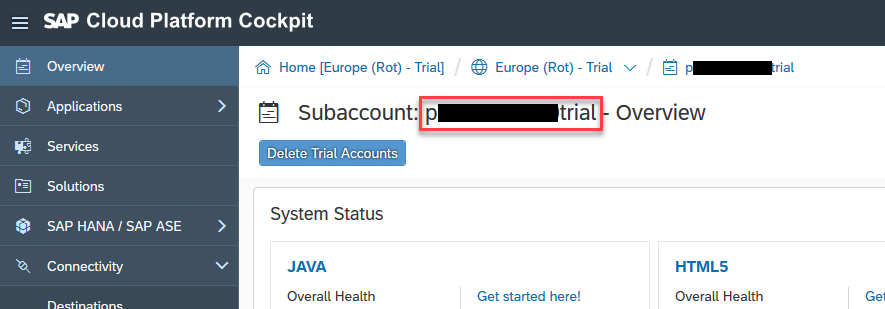 SAP Cloud Platform Cockpit
Overview
Applications
Services
Solutions
SAP HANA / SAP ASE
Connectivity
Destinations
Home [Europe (Rot) - Trial] / Europe (Rot) - Trial / p trial
Subaccount: p trial - Overview
Delete Trial Accounts
System Status
JAVA
Overall Health Get started here!
HTML5
Overall Health Get